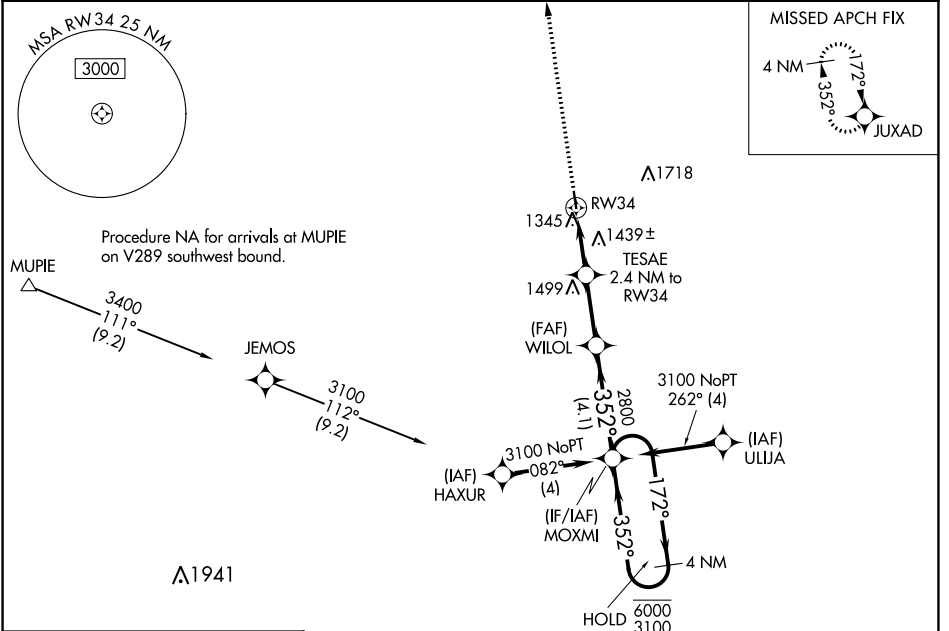 MSA RW34 25 NM
3000
MISSED APCH FIX
4 NM
352°
172°
JUXAD
1718
RW34
1345
1439 ±
TESAE
2.4 NM to
RW34
1499
Procedure NA for arrivals at MUPIE
on V289 southwest bound.
MUPIE
3400
111°
(9.2)
JEMOS
3100
112°
(9.2)
(FAF)
WILOL
352°
2800
(4.1)
3100 NoPT
262° (4)
(IAF)
ULIJA
3100 NoPT
082°
(4)
(IAF)
HAXUR
(IF/IAF)
MOXMI
352°
172°
4 NM
HOLD
6000
3100
1941